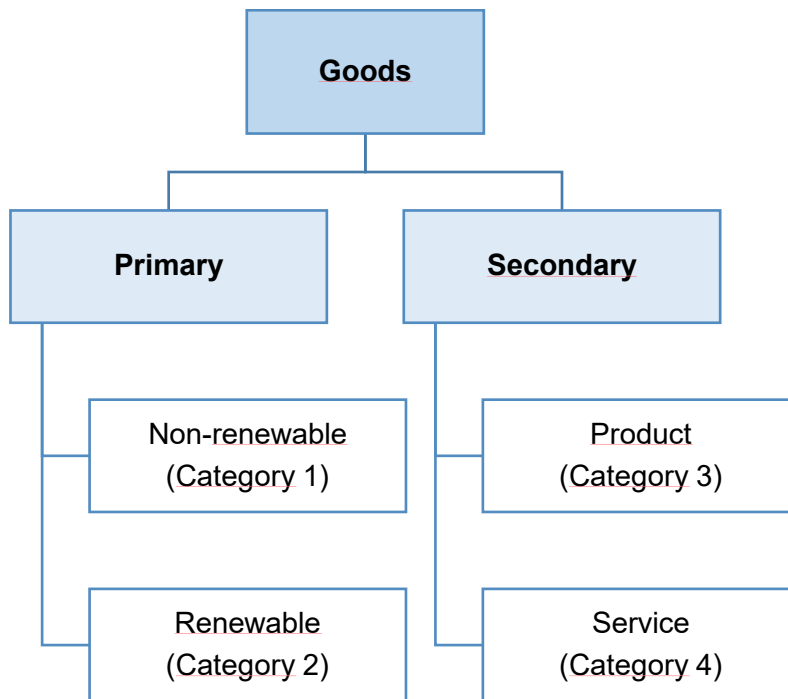 Goods
Primary
Secondary
Non-renewable
(Category 1)
Product
(Category 3)
Renewable
(Category 2)
Service
(Category 4)